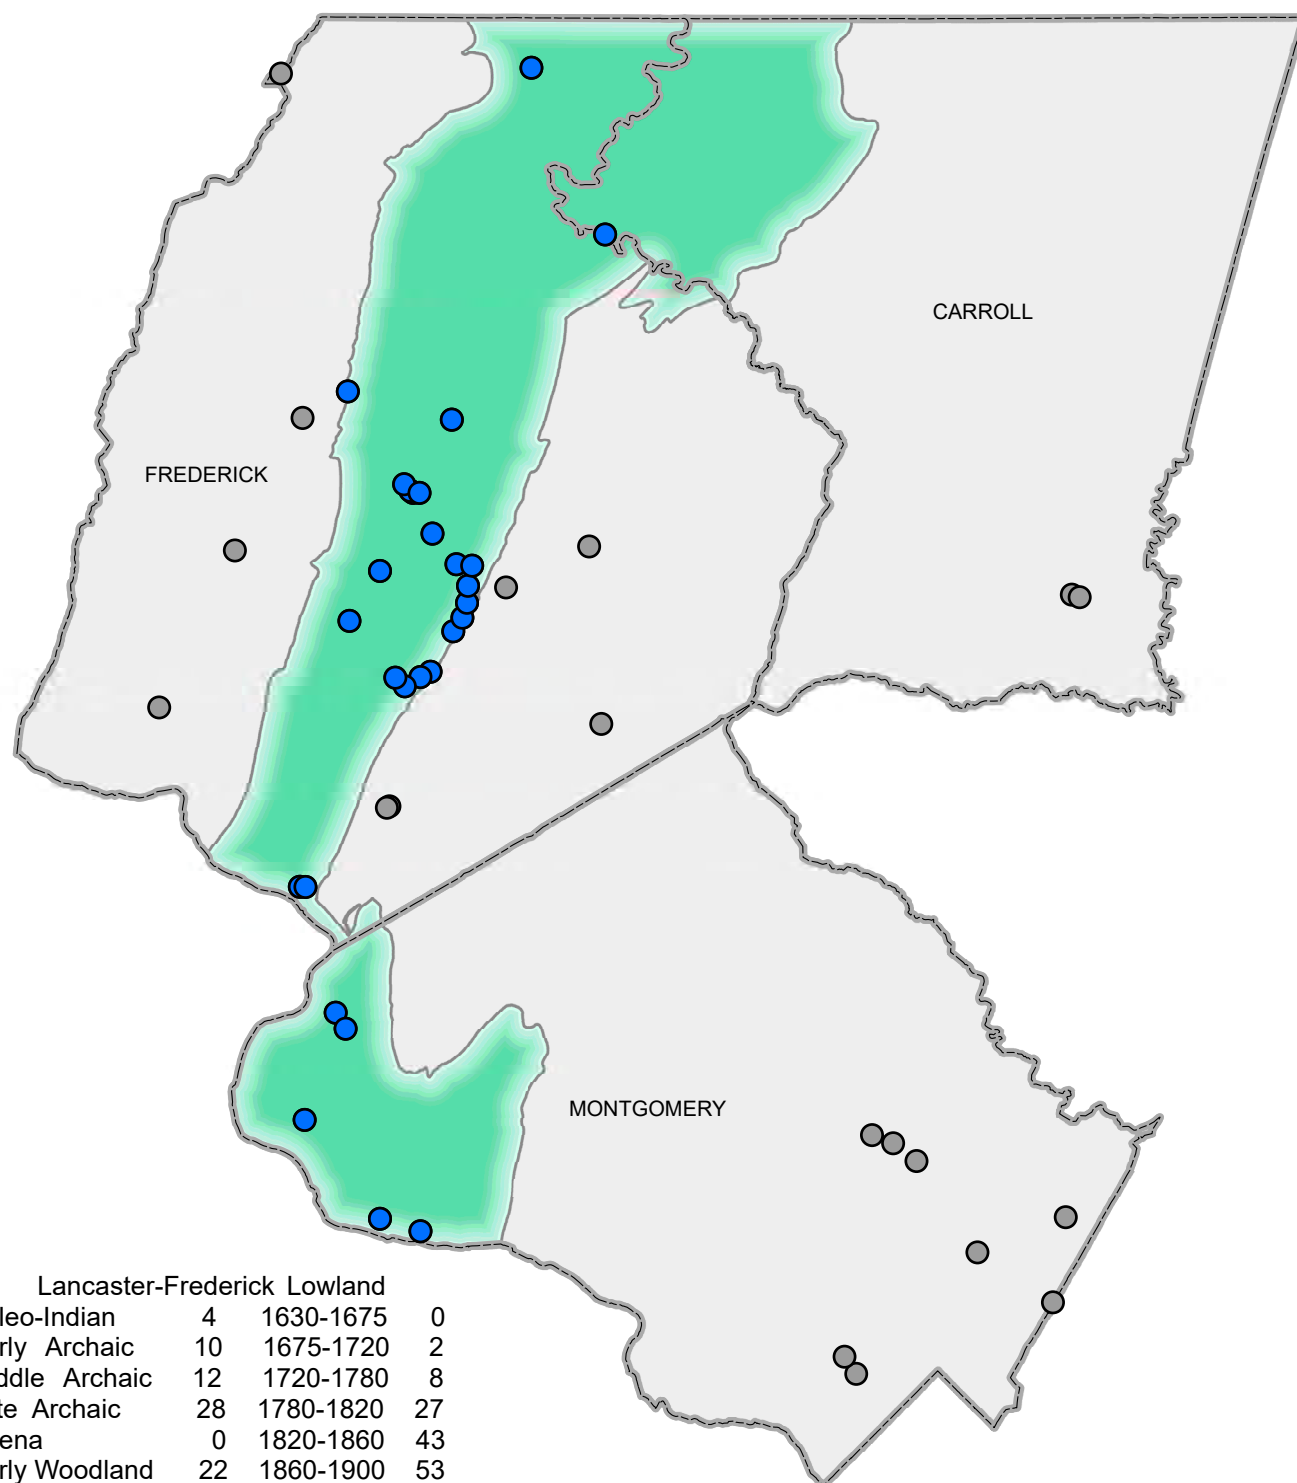 CARROLL
FREDERICK
MONTGOMERY
Lancaster-Frederick Lowland
leo-Indian 4 1630-1675 0
rly Archaic 10 1675-1720 2
ddle Archaic 12 1720-1780 8
te Archaic 28 1780-1820 27
ena 0 1820-1860 43
rly Woodland 22 1860-1900 53